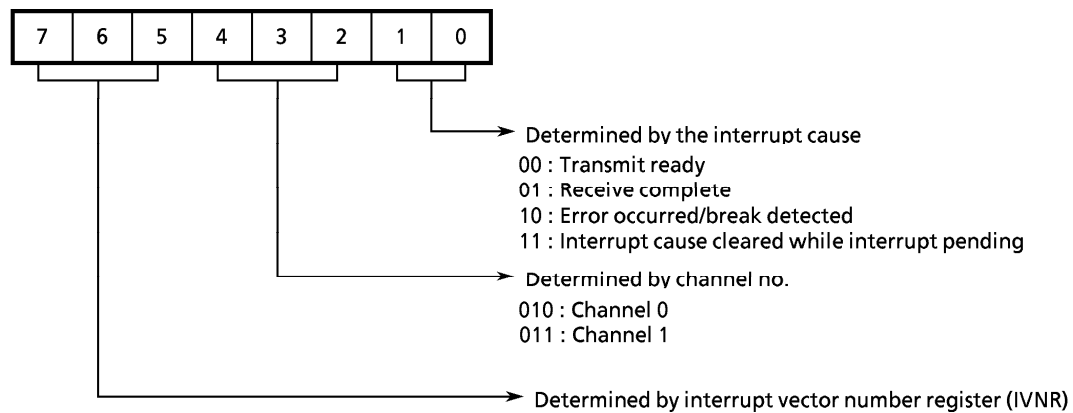 7 6 5 4 3 2 1 0
Determined by the interrupt cause
00 : Transmit ready
01 : Receive complete
10 : Error occurred/break detected
11 : Interrupt cause cleared while interrupt pending
Determined by channel no.
010 : Channel 0
011 : Channel 1
Determined by interrupt vector number register (IVNR)